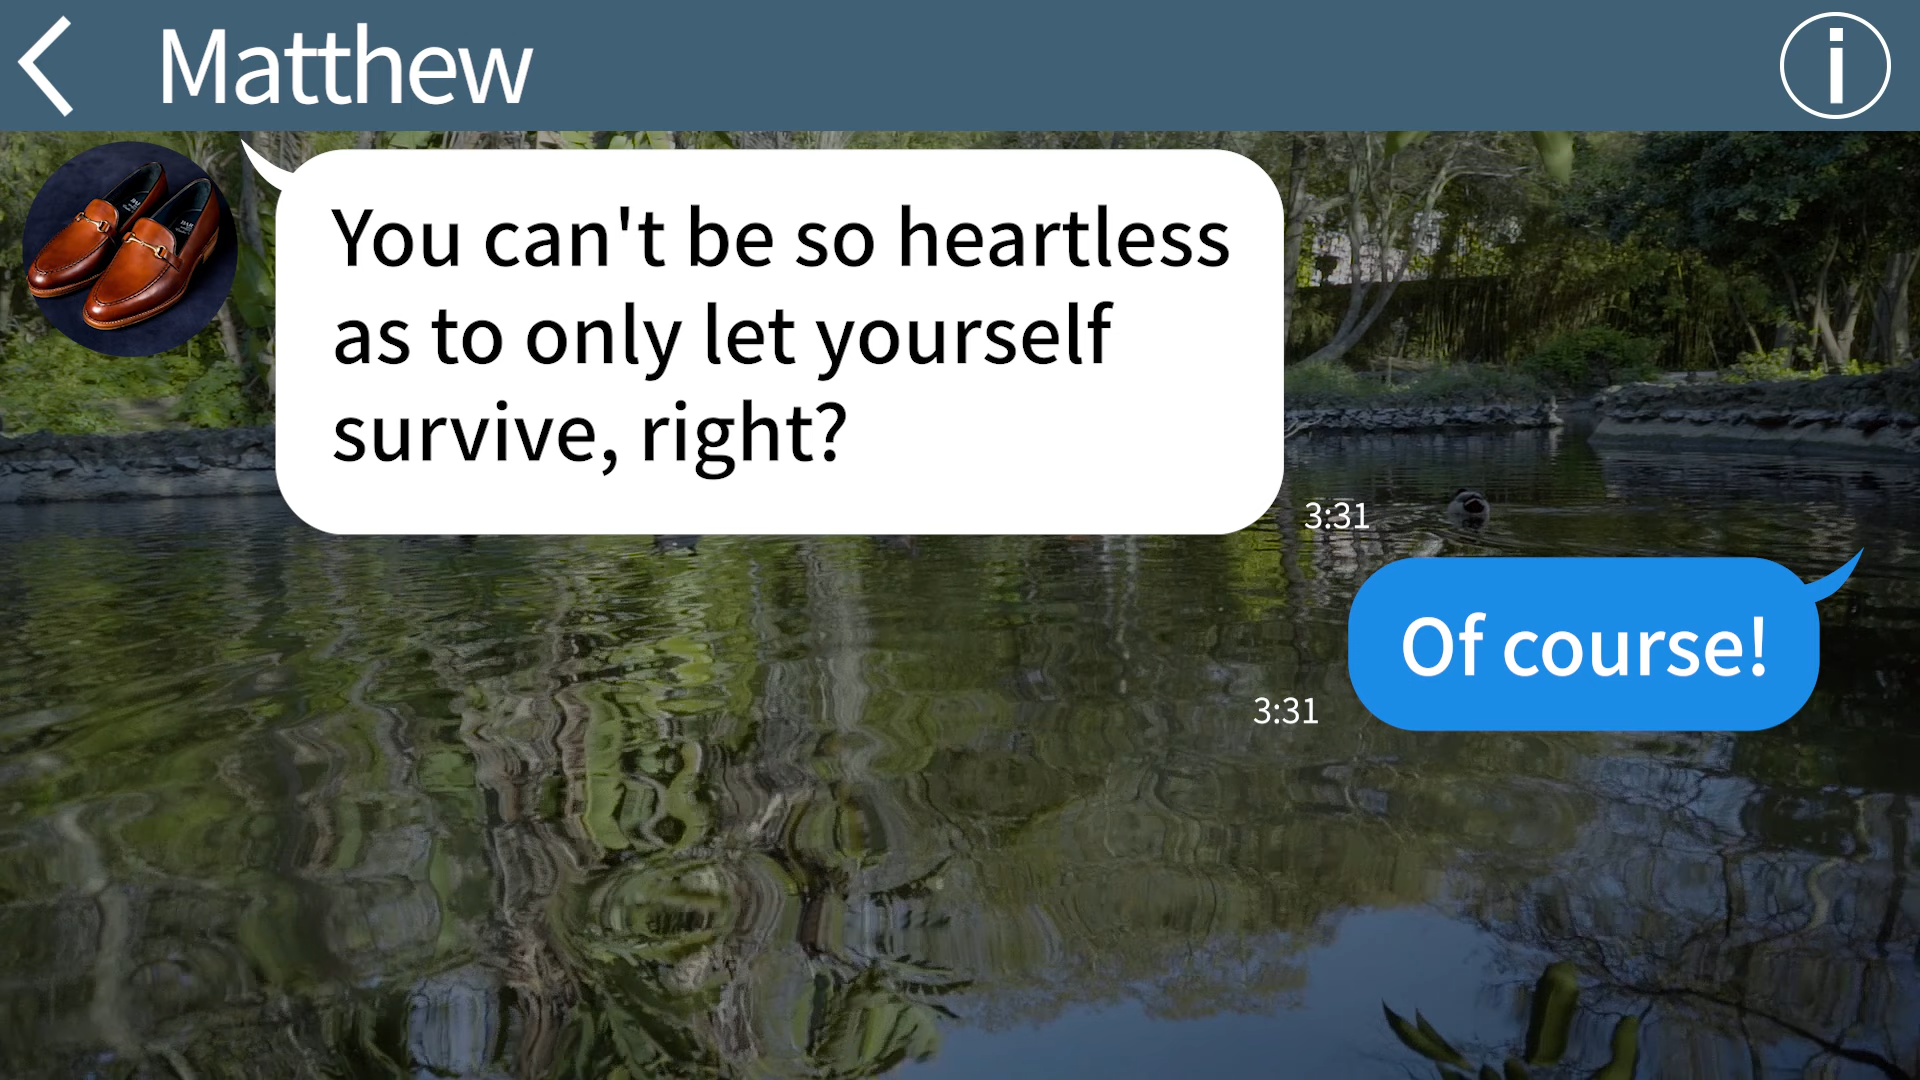 Matthew
You can't be so heartless
as to only let yourself
survive, right?
3:31
Of course!
3:31